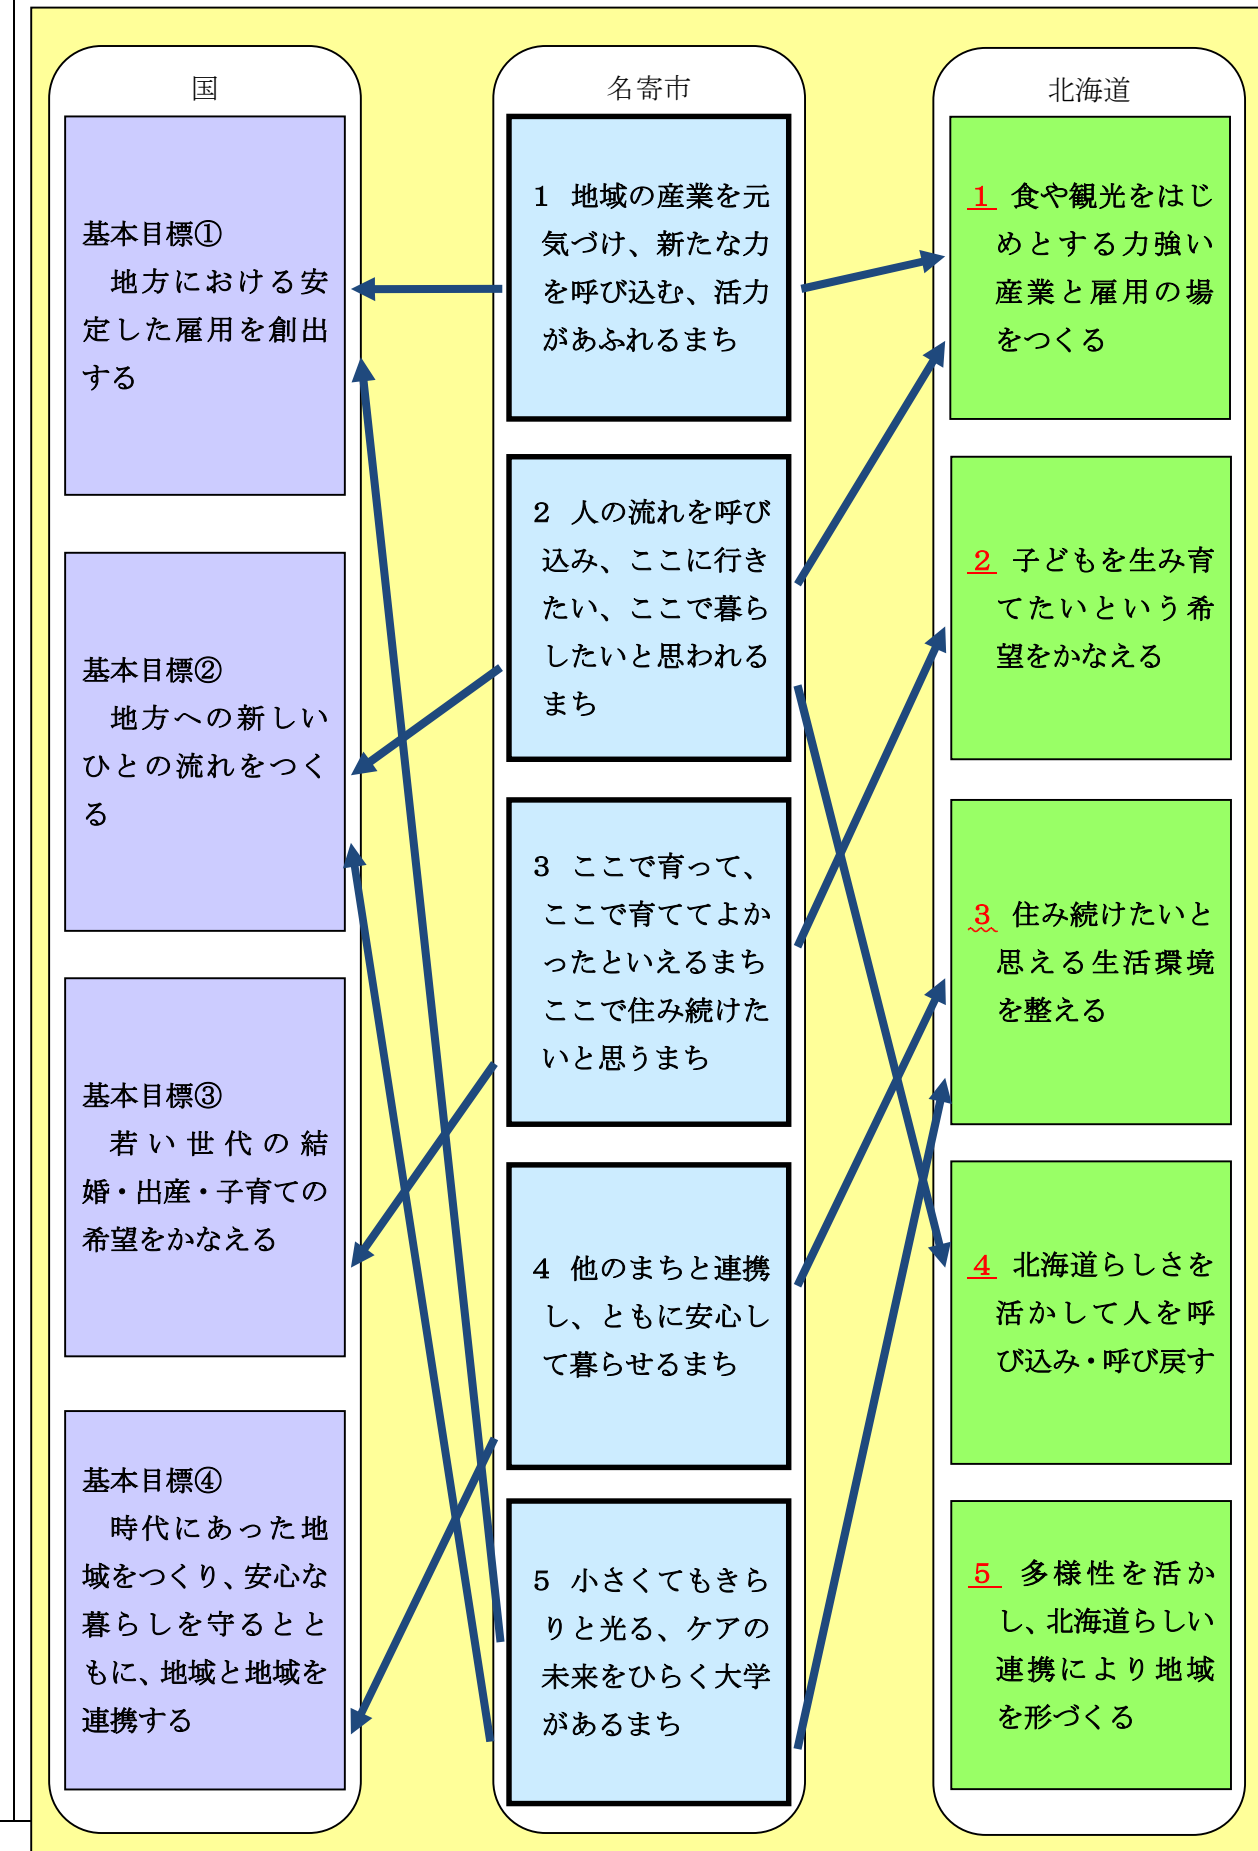 国
基本目標①
地方における安
定した雇用を創出
する
基本目標②
地方への新しい
ひとの流れをつく
る
基本目標③
若い世代の結
婚・出産・子育ての
希望をかなえる
基本目標④
時代にあった地
域をつくり、安心な
暮らしを守るとと
もに、地域と地域を
連携する
名寄市
１ 地域の産業を元
気づけ、新たな力
を呼び込む、活力
があふれるまち
２ 人の流れを呼び
込み、ここに行き
たい、ここで暮ら
したいと思われる
まち
３ ここで育って、
ここで育ててよか
ったといえるまち
ここで住み続けた
いと思うまち
４ 他のまちと連携
し、ともに安心し
て暮らせるまち
５ 小さくてもきら
りと光る、ケアの
未来をひらく大学
があるまち
北海道
１ 食や観光をはじ
めとする力強い
産業と雇用の場
をつくる
２ 子どもを生み育
てたいという希
望をかなえる
３ 住み続けたいと
思える生活環境
を整える
４ 北海道らしさを
活かして人を呼
び込み・呼び戻す
５ 多様性を活か
し、北海道らしい
連携により地域
を形づくる